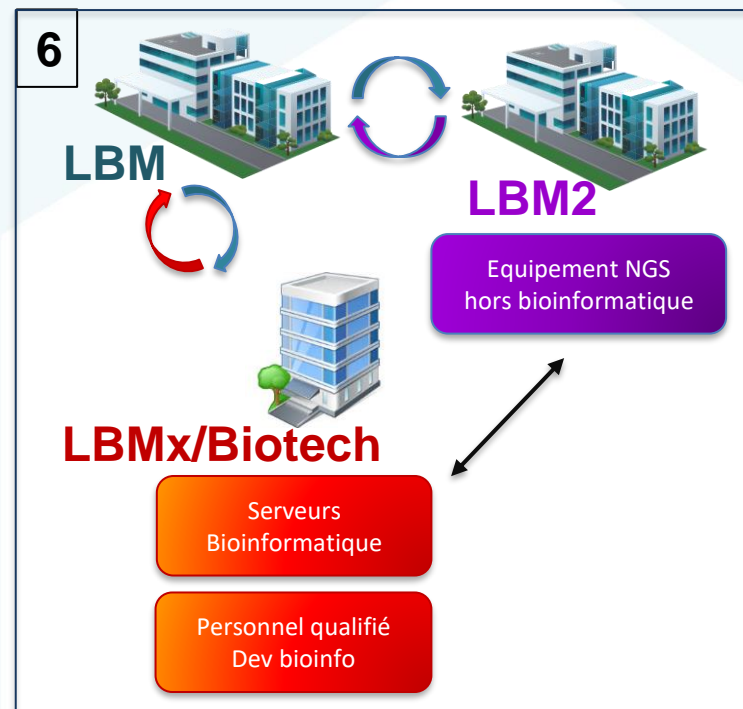 6
LBM
LBM2
Equipement NGS
hors bioinformatique
LBMx/Biotech
Serveurs
Bioinformatique
Personnel qualifié
Dev bioinfo